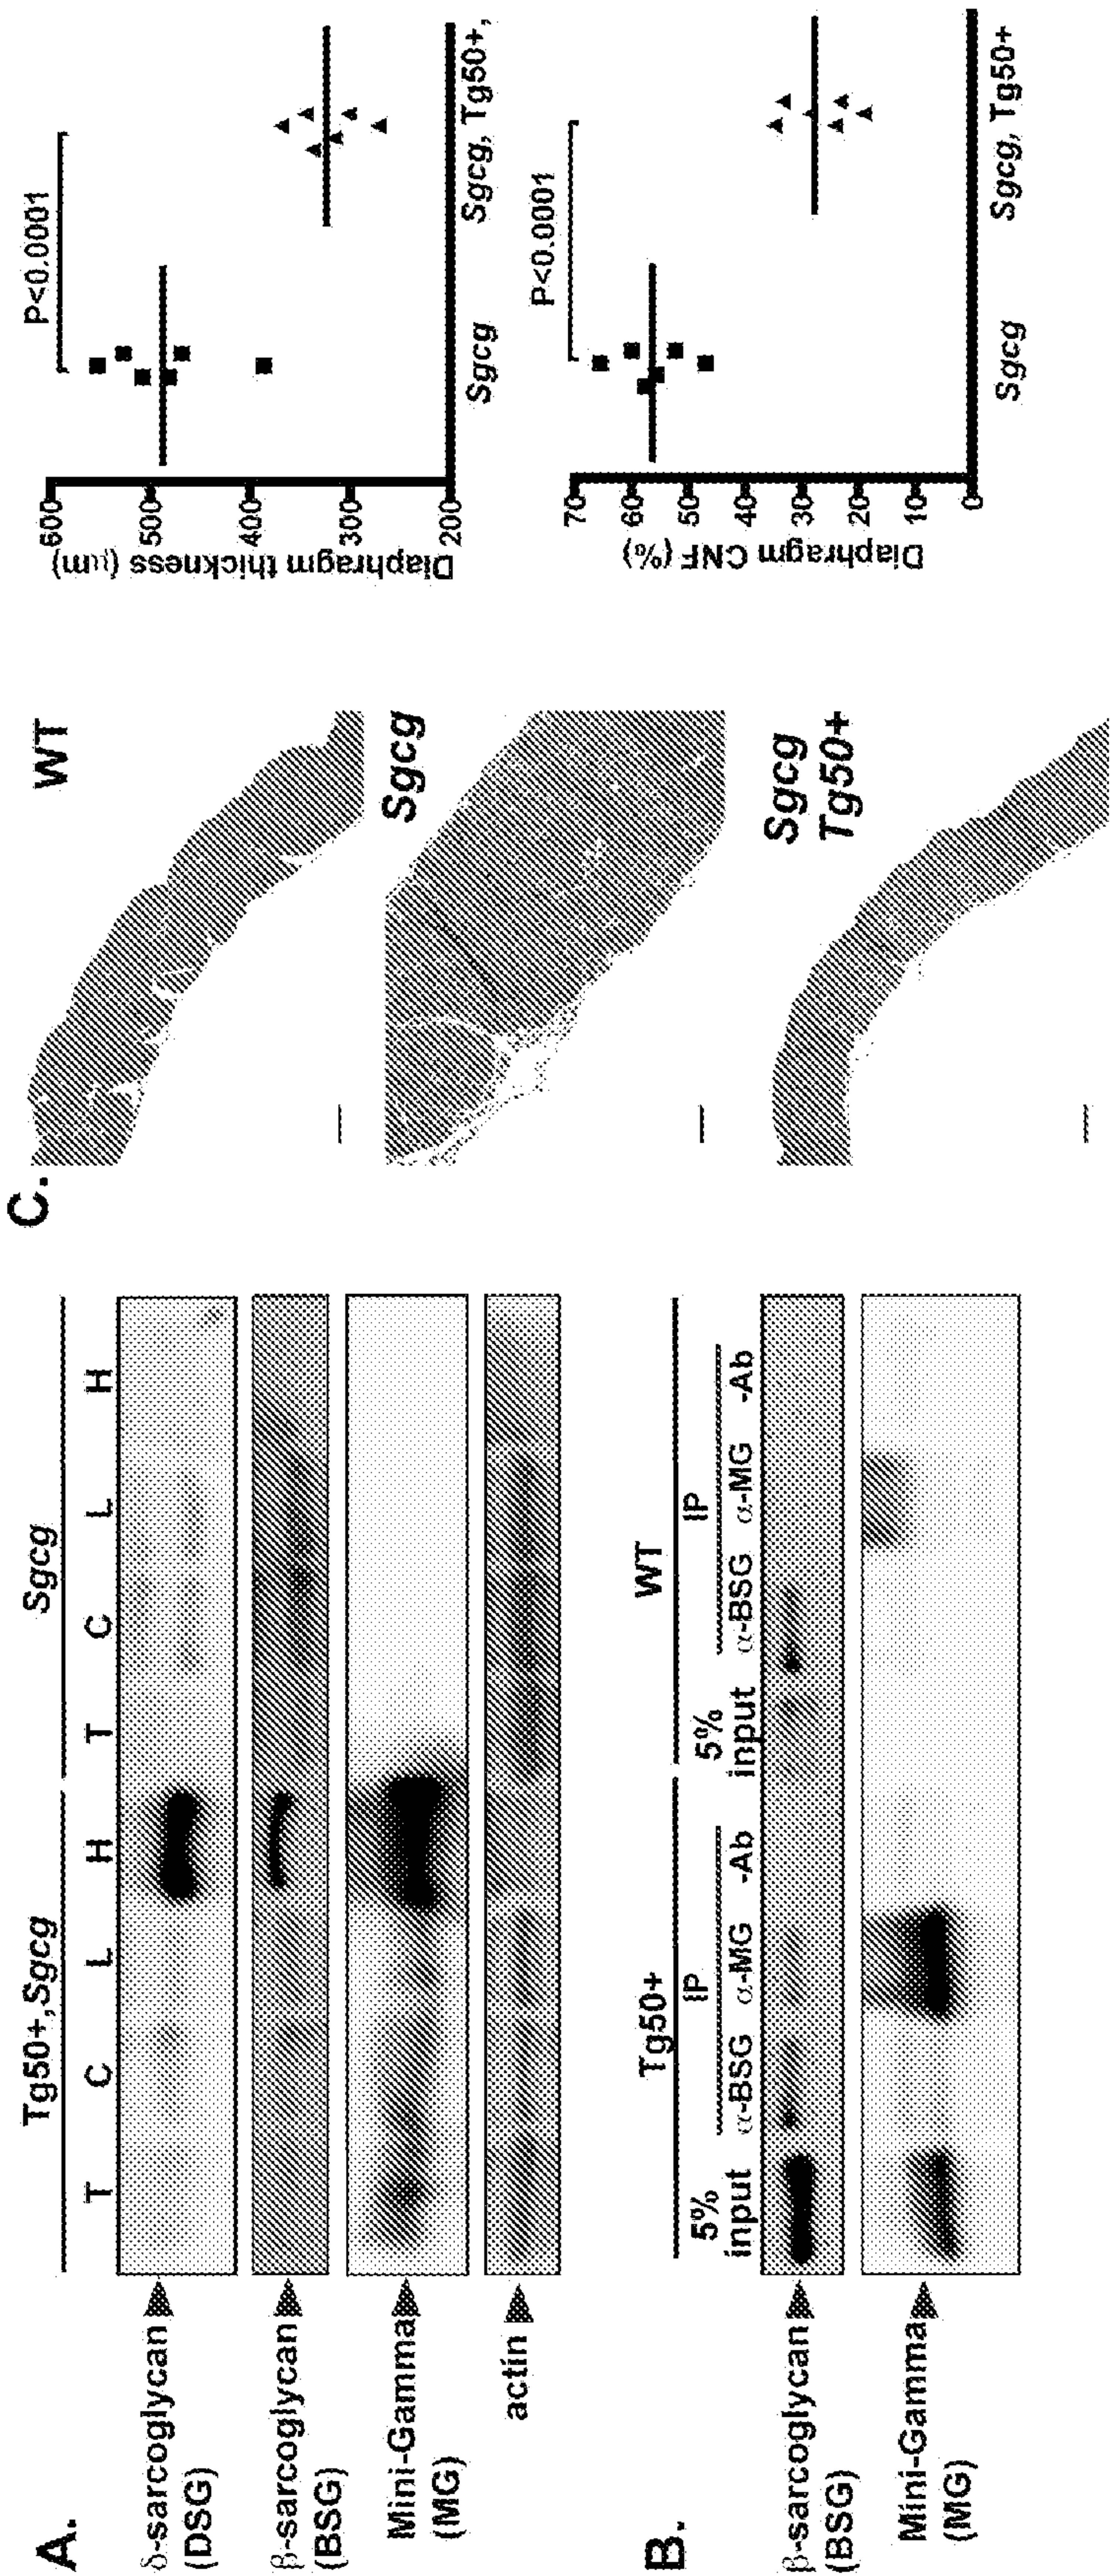 A.
Tg50+,Sgcg
Sgcg
T C L H T C L H
δ-sarcoglycan
(DSG)
β-sarcoglycan
(BSG)
Mini-Gamma
(MG)
actin
B.
Tg50+
WT
5%
input
IP
α-BSG α-MG -Ab
5%
input
IP
α-BSG α-MG -Ab
β-sarcoglycan
(BSG)
Mini-Gamma
(MG)
C.
WT
Sgcg
Sgcg
Tg50+
P<0.0001
600
500
400
300
200
Diaphragm thickness (μm)
Sgcg
Sgcg, Tg50+,
P<0.0001
70
60
50
40
30
20
10
0
Diaphragm CNF (%)
Sgcg
Sgcg, Tg50+